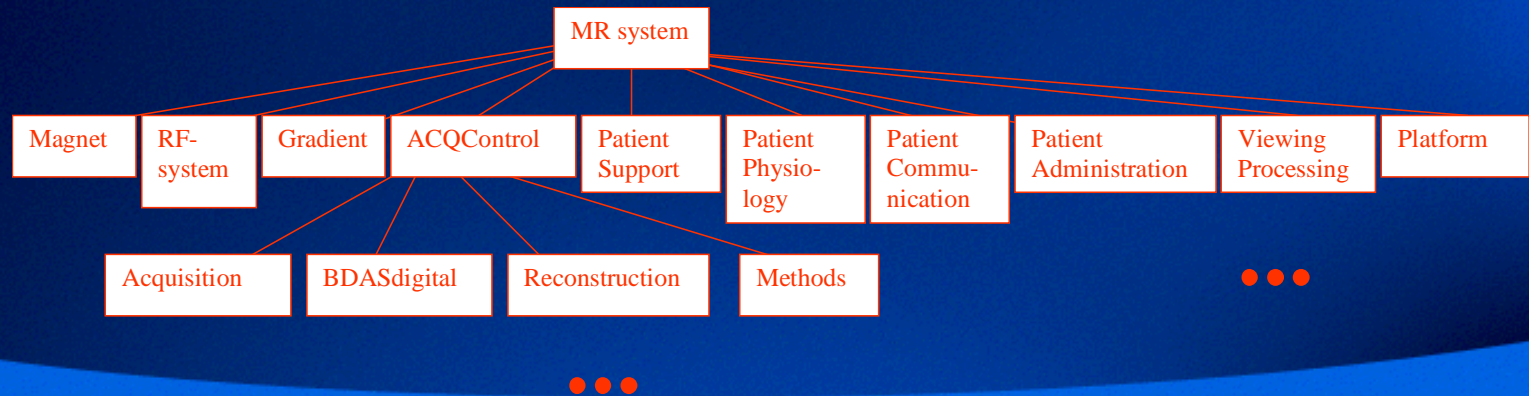 MR system
Magnet
RF-
system
Gradient
ACQControl
Patient
Support
Patient
Physio-
logy
Patient
Commu-
nication
Patient
Administration
Viewing
Processing
Platform
Acquisition
BDASdigital
Reconstruction
Methods